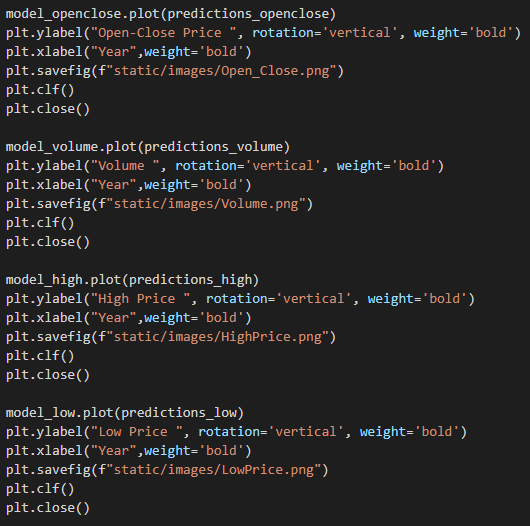 model_openclose.plot(predictions_openclose)
plt.ylabel("Open-Close Price ", rotation='vertical', weight='bold')
plt.xlabel("Year",weight='bold')
plt.savefig(f"static/images/Open_Close.png")
plt.clf()
plt.close()
model_volume.plot(predictions_volume)
plt.ylabel("Volume ", rotation='vertical', weight='bold')
plt.xlabel("Year",weight='bold')
plt.savefig(f"static/images/Volume.png")
plt.clf()
plt.close()
model_high.plot(predictions_high)
plt.ylabel("High Price ", rotation='vertical', weight='bold')
plt.xlabel("Year",weight='bold')
plt.savefig(f"static/images/HighPrice.png")
plt.clf()
plt.close()
model_low.plot(predictions_low)
plt.ylabel("Low Price ", rotation='vertical', weight='bold')
plt.xlabel("Year",weight='bold')
plt.savefig(f"static/images/LowPrice.png")
plt.clf()
plt.close()